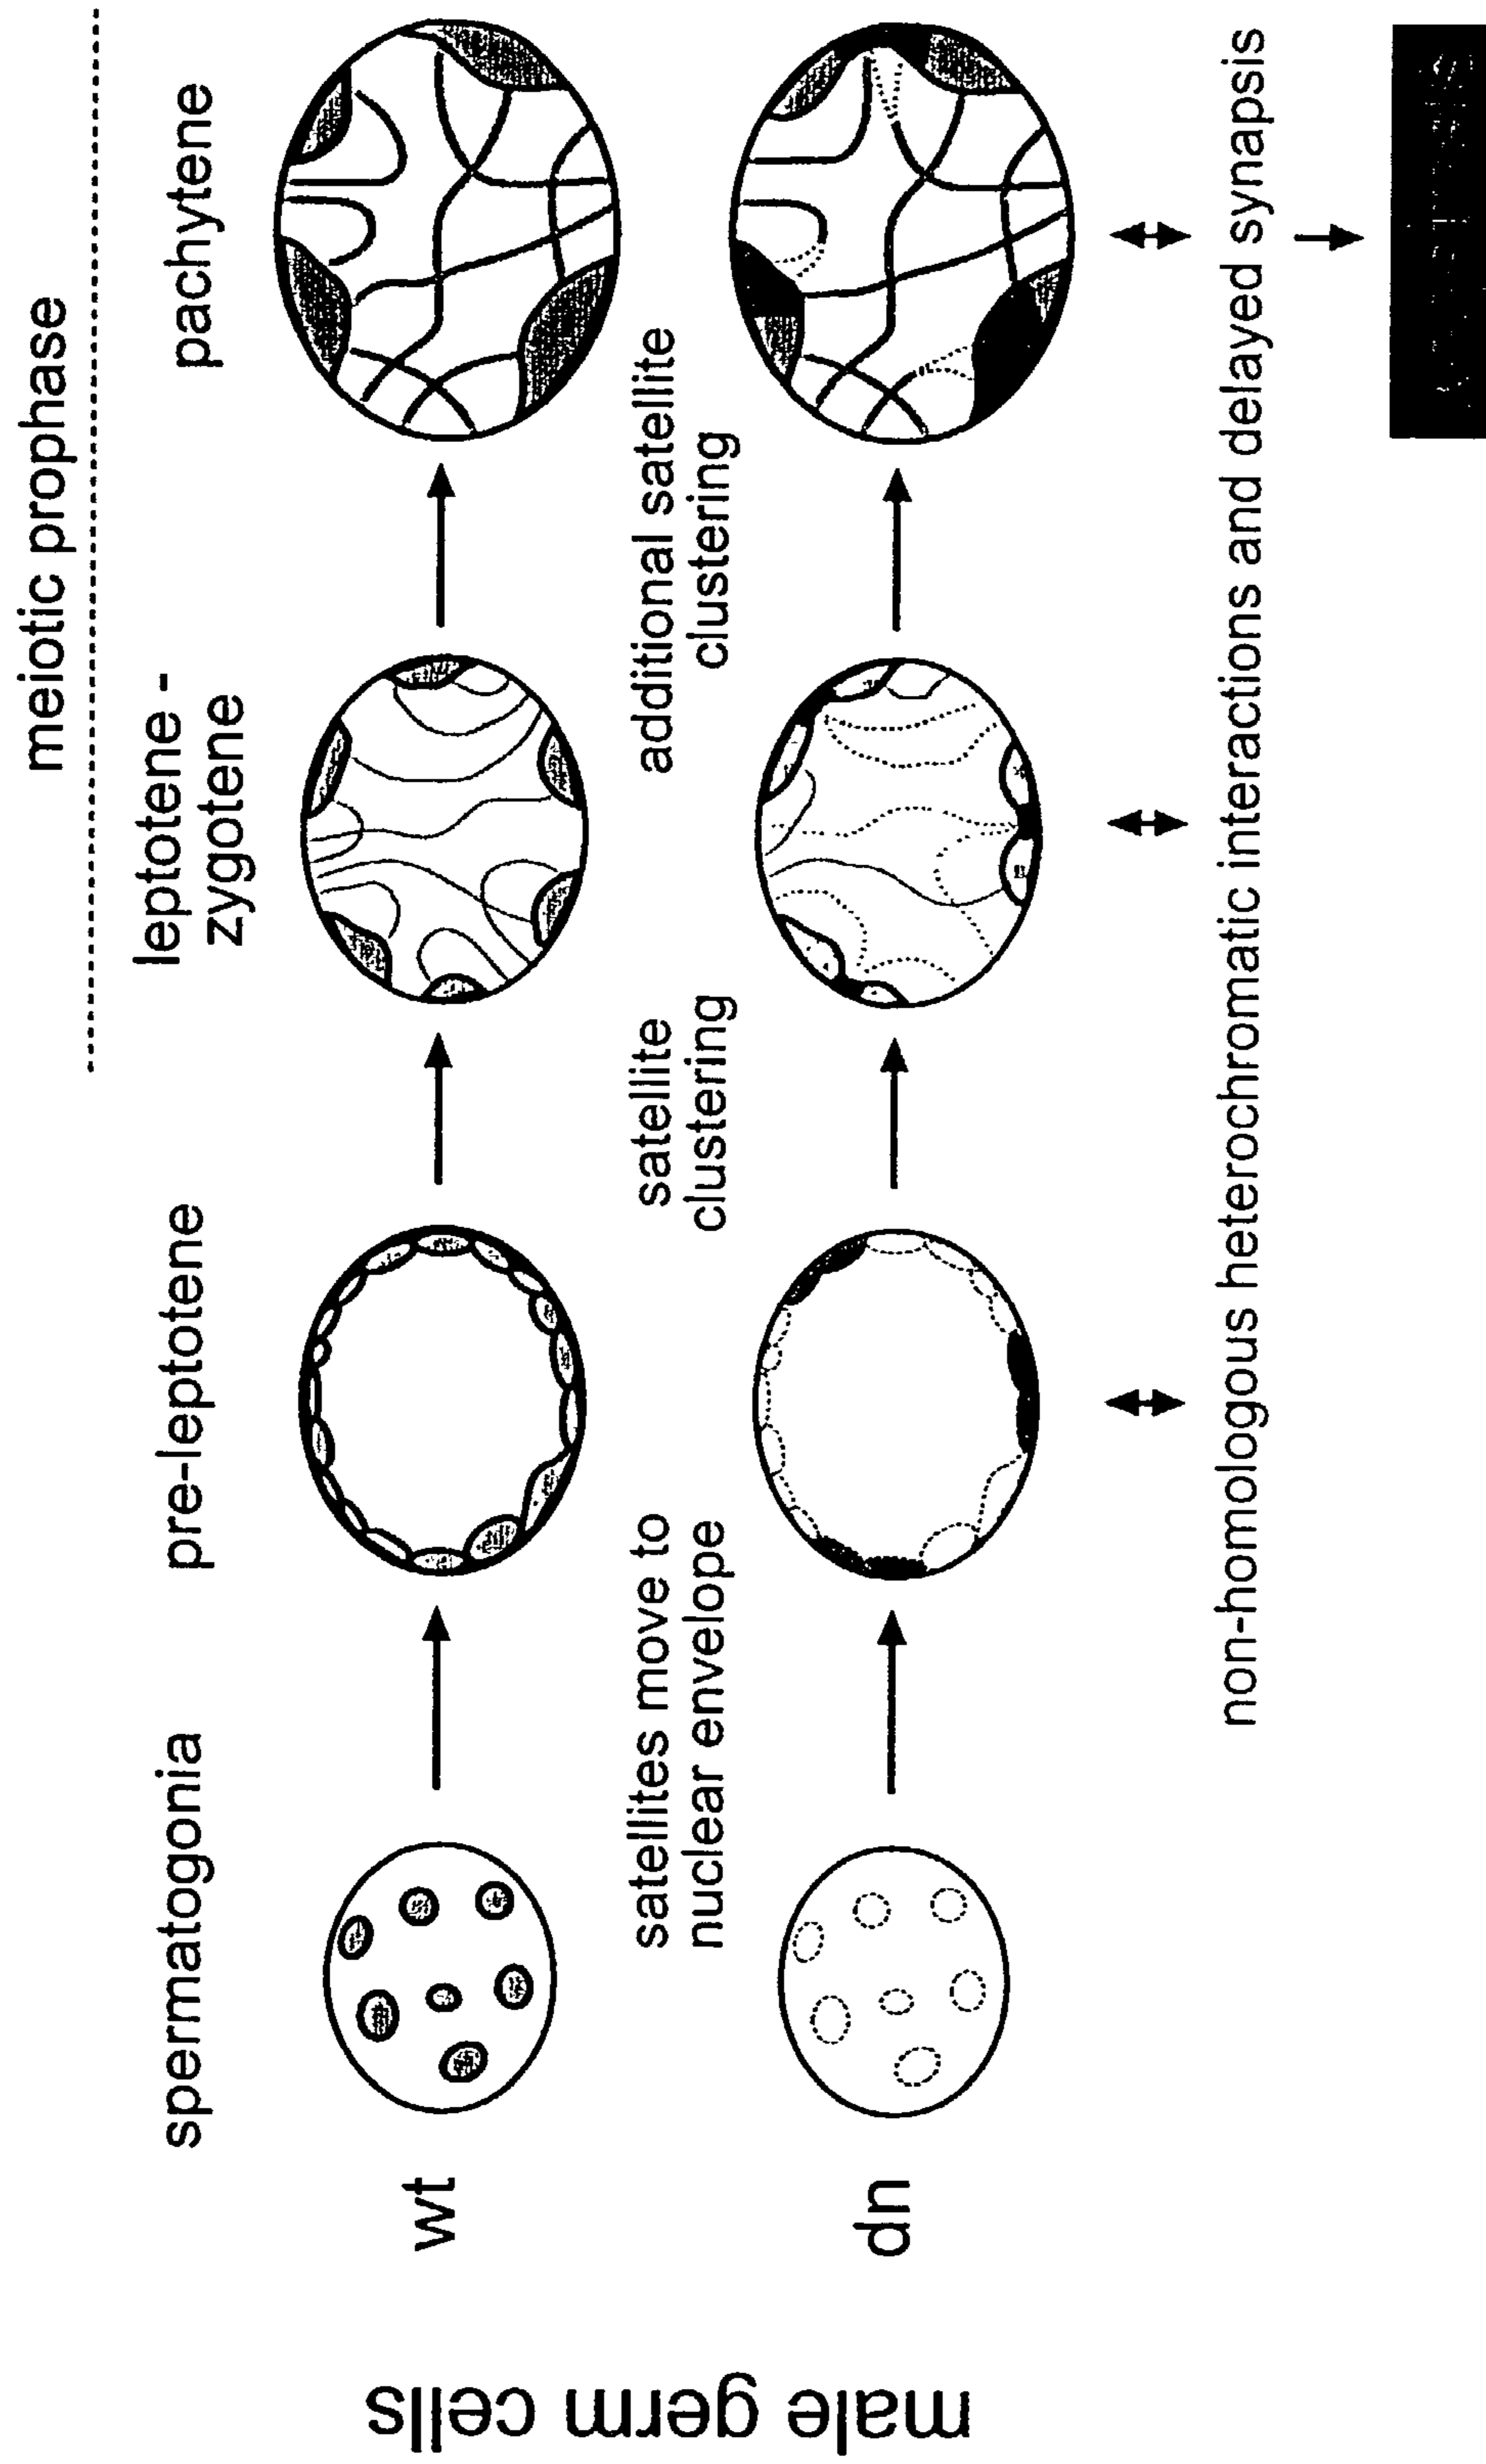 meiotic prophase
spermatogonia
pre-leptotene
leptotene -
zygotene
pachytene
wt
satellites move to
nuclear envelope
satellite
clustering
additional satellite
clustering
dn
male germ cells
non-homologous heterochromatic interactions and delayed synapsis